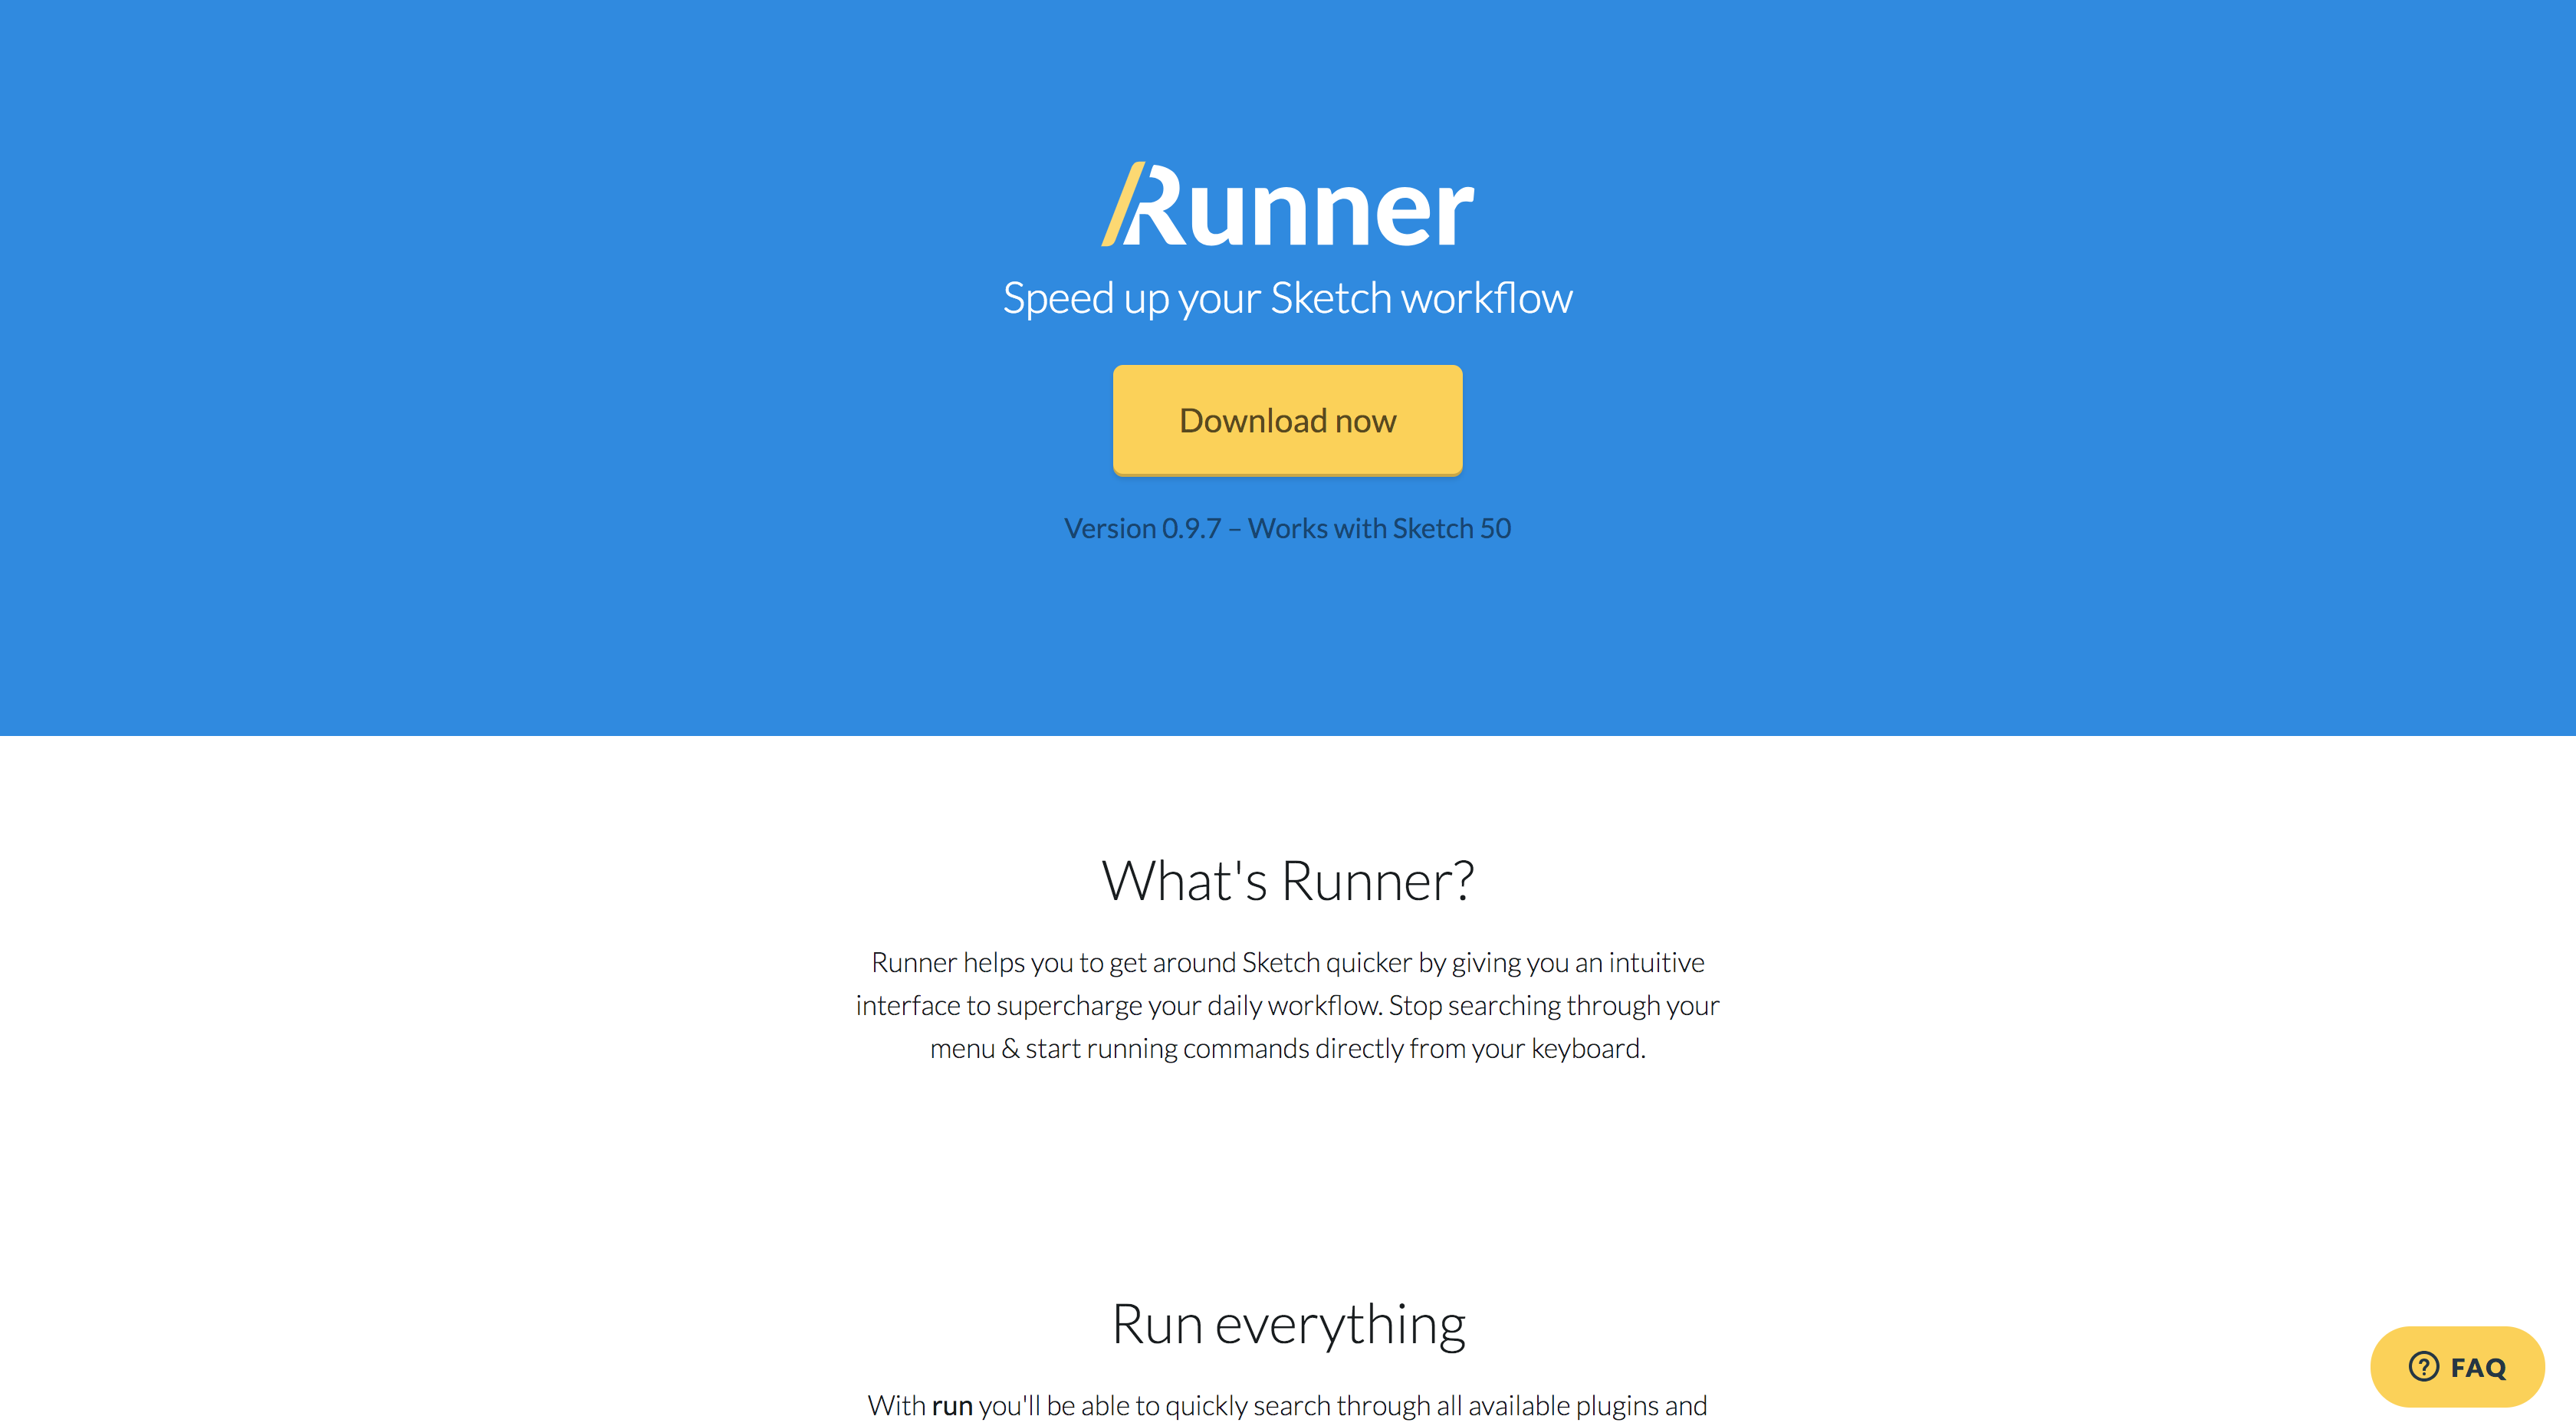 Runner
Speed up your Sketch workflow
Download now
Version 0.9.7 – Works with Sketch 50
What's Runner?
Runner helps you to get around Sketch quicker by giving you an intuitive
interface to supercharge your daily workflow. Stop searching through your
menu & start running commands directly from your keyboard.
Run everything
With run you'll be able to quickly search through all available plugins and
FAQ